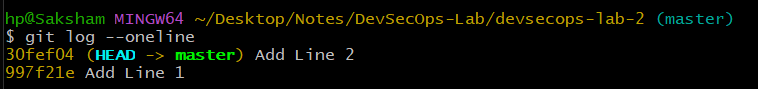 hp@Saksham MINGW64 ~/Desktop/Notes/DevSecOps-Lab/devsecops-lab-2 (master)
$ git log --oneline
30fef04 (HEAD -> master) Add Line 2
997f21e Add Line 1